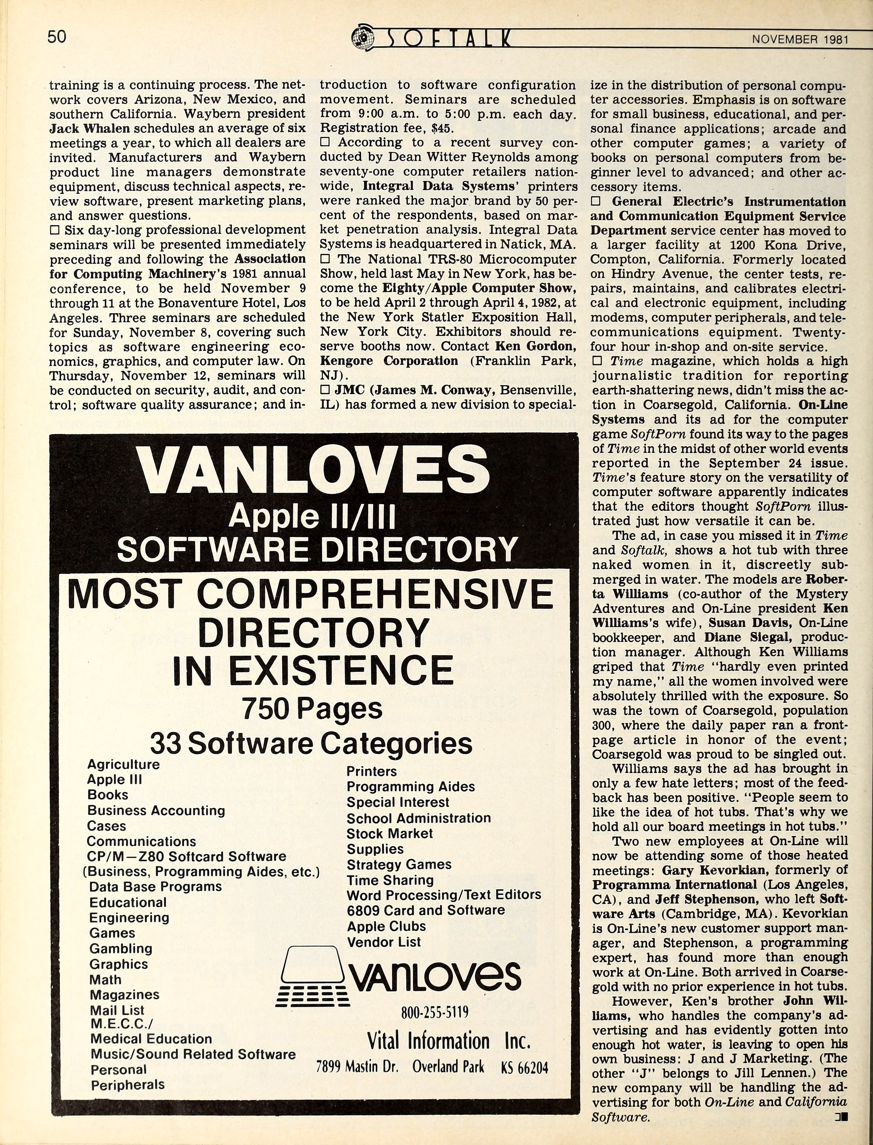 50
SOFTALK
NOVEMBER 1981
training is a continuing process. The net-
work covers Arizona, New Mexico, and
southern California. Waybern president
Jack Whalen schedules an average of six
meetings a year, to which all dealers are
invited. Manufacturers and Waybern
product line managers demonstrate
equipment, discuss technical aspects, re-
view software, present marketing plans,
and answer questions.
□ Six day-long professional development
seminars will be presented immediately
preceding and following the Association
for Computing Machinery's 1981 annual
conference, to be held November 9
through 11 at the Bonaventure Hotel, Los
Angeles. Three seminars are scheduled
for Sunday, November 8, covering such
topics as software engineering eco-
nomics, graphics, and computer law. On
Thursday, November 12, seminars will
be conducted on security, audit, and con-
trol; software quality assurance; and in-
troduction to software configuration
movement. Seminars are scheduled
from 9:00 a.m. to 5:00 p.m. each day.
Registration fee, $45.
□ According to a recent survey con-
ducted by Dean Witter Reynolds among
seventy-one computer retailers nation-
wide, Integral Data Systems' printers
were ranked the major brand by 50 per-
cent of the respondents, based on mar-
ket penetration analysis. Integral Data
Systems is headquartered in Natick, MA.
□ The National TRS-80 Microcomputer
Show, held last May in New York, has be-
come the Eighty/Apple Computer Show,
to be held April 2 through April 4, 1982, at
the New York Statler Exposition Hall,
New York City. Exhibitors should re-
serve booths now. Contact Ken Gordon,
Kengore Corporation (Franklin Park,
NJ).
□ JMC (James M. Conway, Bensenville,
IL) has formed a new division to special-
ize in the distribution of personal compu-
ter accessories. Emphasis is on software
for small business, educational, and per-
sonal finance applications; arcade and
other computer games; a variety of
books on personal computers from be-
ginner level to advanced; and other ac-
cessory items.
□ General Electric's Instrumentation
and Communication Equipment Service
Department service center has moved to
a larger facility at 1200 Kona Drive,
Compton, California. Formerly located
on Hindry Avenue, the center tests, re-
pairs, maintains, and calibrates electri-
cal and electronic equipment, including
modems, computer peripherals, and tele-
communications equipment. Twenty-
four hour in-shop and on-site service.
□ Time magazine, which holds a high
journalistic tradition for reporting
earth-shattering news, didn't miss the ac-
tion in Coarsegold, California. On-Line
Systems and its ad for the computer
game SoftPorn found its way to the pages
of Time in the midst of other world events
reported in the September 24 issue.
Time's feature story on the versatility of
computer software apparently indicates
that the editors thought SoftPorn illus-
trated just how versatile it can be.
The ad, in case you missed it in Time
and Softalk, shows a hot tub with three
naked women in it, discreetly sub-
merged in water. The models are Rober-
ta Williams (co-author of the Mystery
Adventures and On-Line president Ken
Williams's wife), Susan Davis, On-Line
bookkeeper, and Diane Siegal, produc-
tion manager. Although Ken Williams
griped that Time "hardly even printed
my name," all the women involved were
absolutely thrilled with the exposure. So
was the town of Coarsegold, population
300, where the daily paper ran a front-
page article in honor of the event;
Coarsegold was proud to be singled out.
Williams says the ad has brought in
only a few hate letters; most of the feed-
back has been positive. "People seem to
like the idea of hot tubs. That's why we
hold all our board meetings in hot tubs."
Two new employees at On-Line will
now be attending some of those heated
meetings: Gary Kevorkian, formerly of
Programma International (Los Angeles,
CA), and Jeff Stephenson, who left Soft-
ware Arts (Cambridge, MA). Kevorkian
is On-Line's new customer support man-
ager, and Stephenson, a programming
expert, has found more than enough
work at On-Line. Both arrived in Coarse-
gold with no prior experience in hot tubs.
However, Ken's brother John Wil-
liams, who handles the company's ad-
vertising and has evidently gotten into
enough hot water, is leaving to open his
own business: J and J Marketing. (The
other "J" belongs to Jill Lennen.) The
new company will be handling the ad-
vertising for both On-Line and California
Software.
VANLOVES
Apple II/III
SOFTWARE DIRECTORY
MOST COMPREHENSIVE
DIRECTORY
IN EXISTENCE
750 Pages
33 Software Categories
Agriculture
Apple III
Books
Business Accounting
Cases
Communications
CP/M—Z80 Softcard Software
(Business, Programming Aides, etc.)
Data Base Programs
Educational
Engineering
Games
Gambling
Graphics
Math
Magazines
Mail List
M.E.C.C./
Medical Education
Music/Sound Related Software
Personal
Peripherals
Printers
Programming Aides
Special Interest
School Administration
Stock Market
Supplies
Strategy Games
Time Sharing
Word Processing/Text Editors
6809 Card and Software
Apple Clubs
Vendor List
VANLOVES
800-255-5119
Vital Information Inc.
7899 Mastin Dr. Overland Park KS 66204